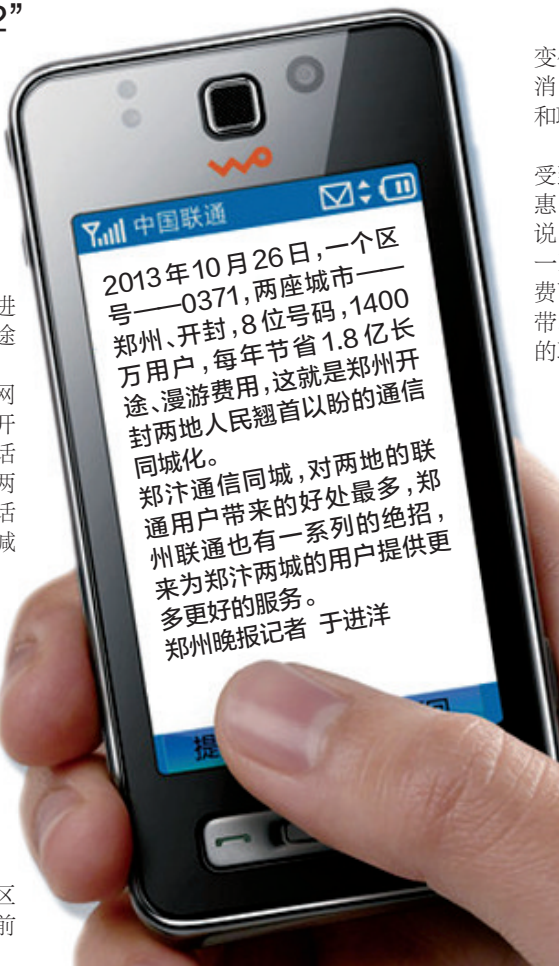 2”
变
消
和
受
惠
说
一
费
带
的
进
途
网
开
活
两
话
减
中国联通
2013年10月26日,一个区
号——0371,两座城市——
郑州、开封,8位号码,1400
万用户,每年节省1.8亿长
途、漫游费用,这就是郑州开
封两地人民翘首以盼的通信
同城化。
郑汴通信同城,对两地的联
通用户带来的好处最多,郑
州联通也有一系列的绝招,
来为郑汴两城的用户提供更
多更好的服务。
郑州晚报记者 于进洋
提
区
前